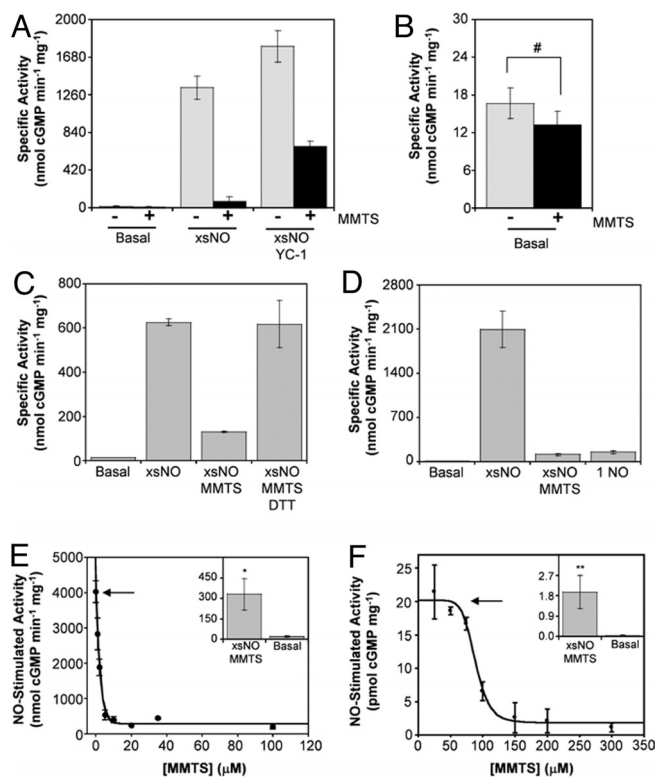 A
Specific Activity
(nmol cGMP min-1 mg-1)
2000
1680
1260
840
420
0
- + - + - + MMTS
Basal xsNO xsNO
YC-1
B
Specific Activity
(nmol cGMP min-1 mg-1)
30
24
18
12
6
0
#
- + MMTS
Basal
C
Specific Activity
(nmol cGMP min-1 mg-1)
800
600
400
200
0
Basal xsNO xsNO xsNO
MMTS MMTS
DTT
D
Specific Activity
(nmol cGMP min-1 mg-1)
2800
2100
1400
700
0
Basal xsNO xsNO 1 NO
MMTS
E
NO-Stimulated Activity
(nmol cGMP min-1 mg-1)
5000
4000
3000
2000
1000
0
450
300
150
0
*
xsNO Basal
MMTS
0 20 40 60 80 100 120
[MMTS] (μM)
F
NO-Stimulated Activity
(pmol cGMP mg-1)
25
20
15
10
5
0
2.7
1.8
0.9
0.0
**
xsNO Basal
MMTS
0 50 100 150 200 250 300 350
[MMTS] (μM)